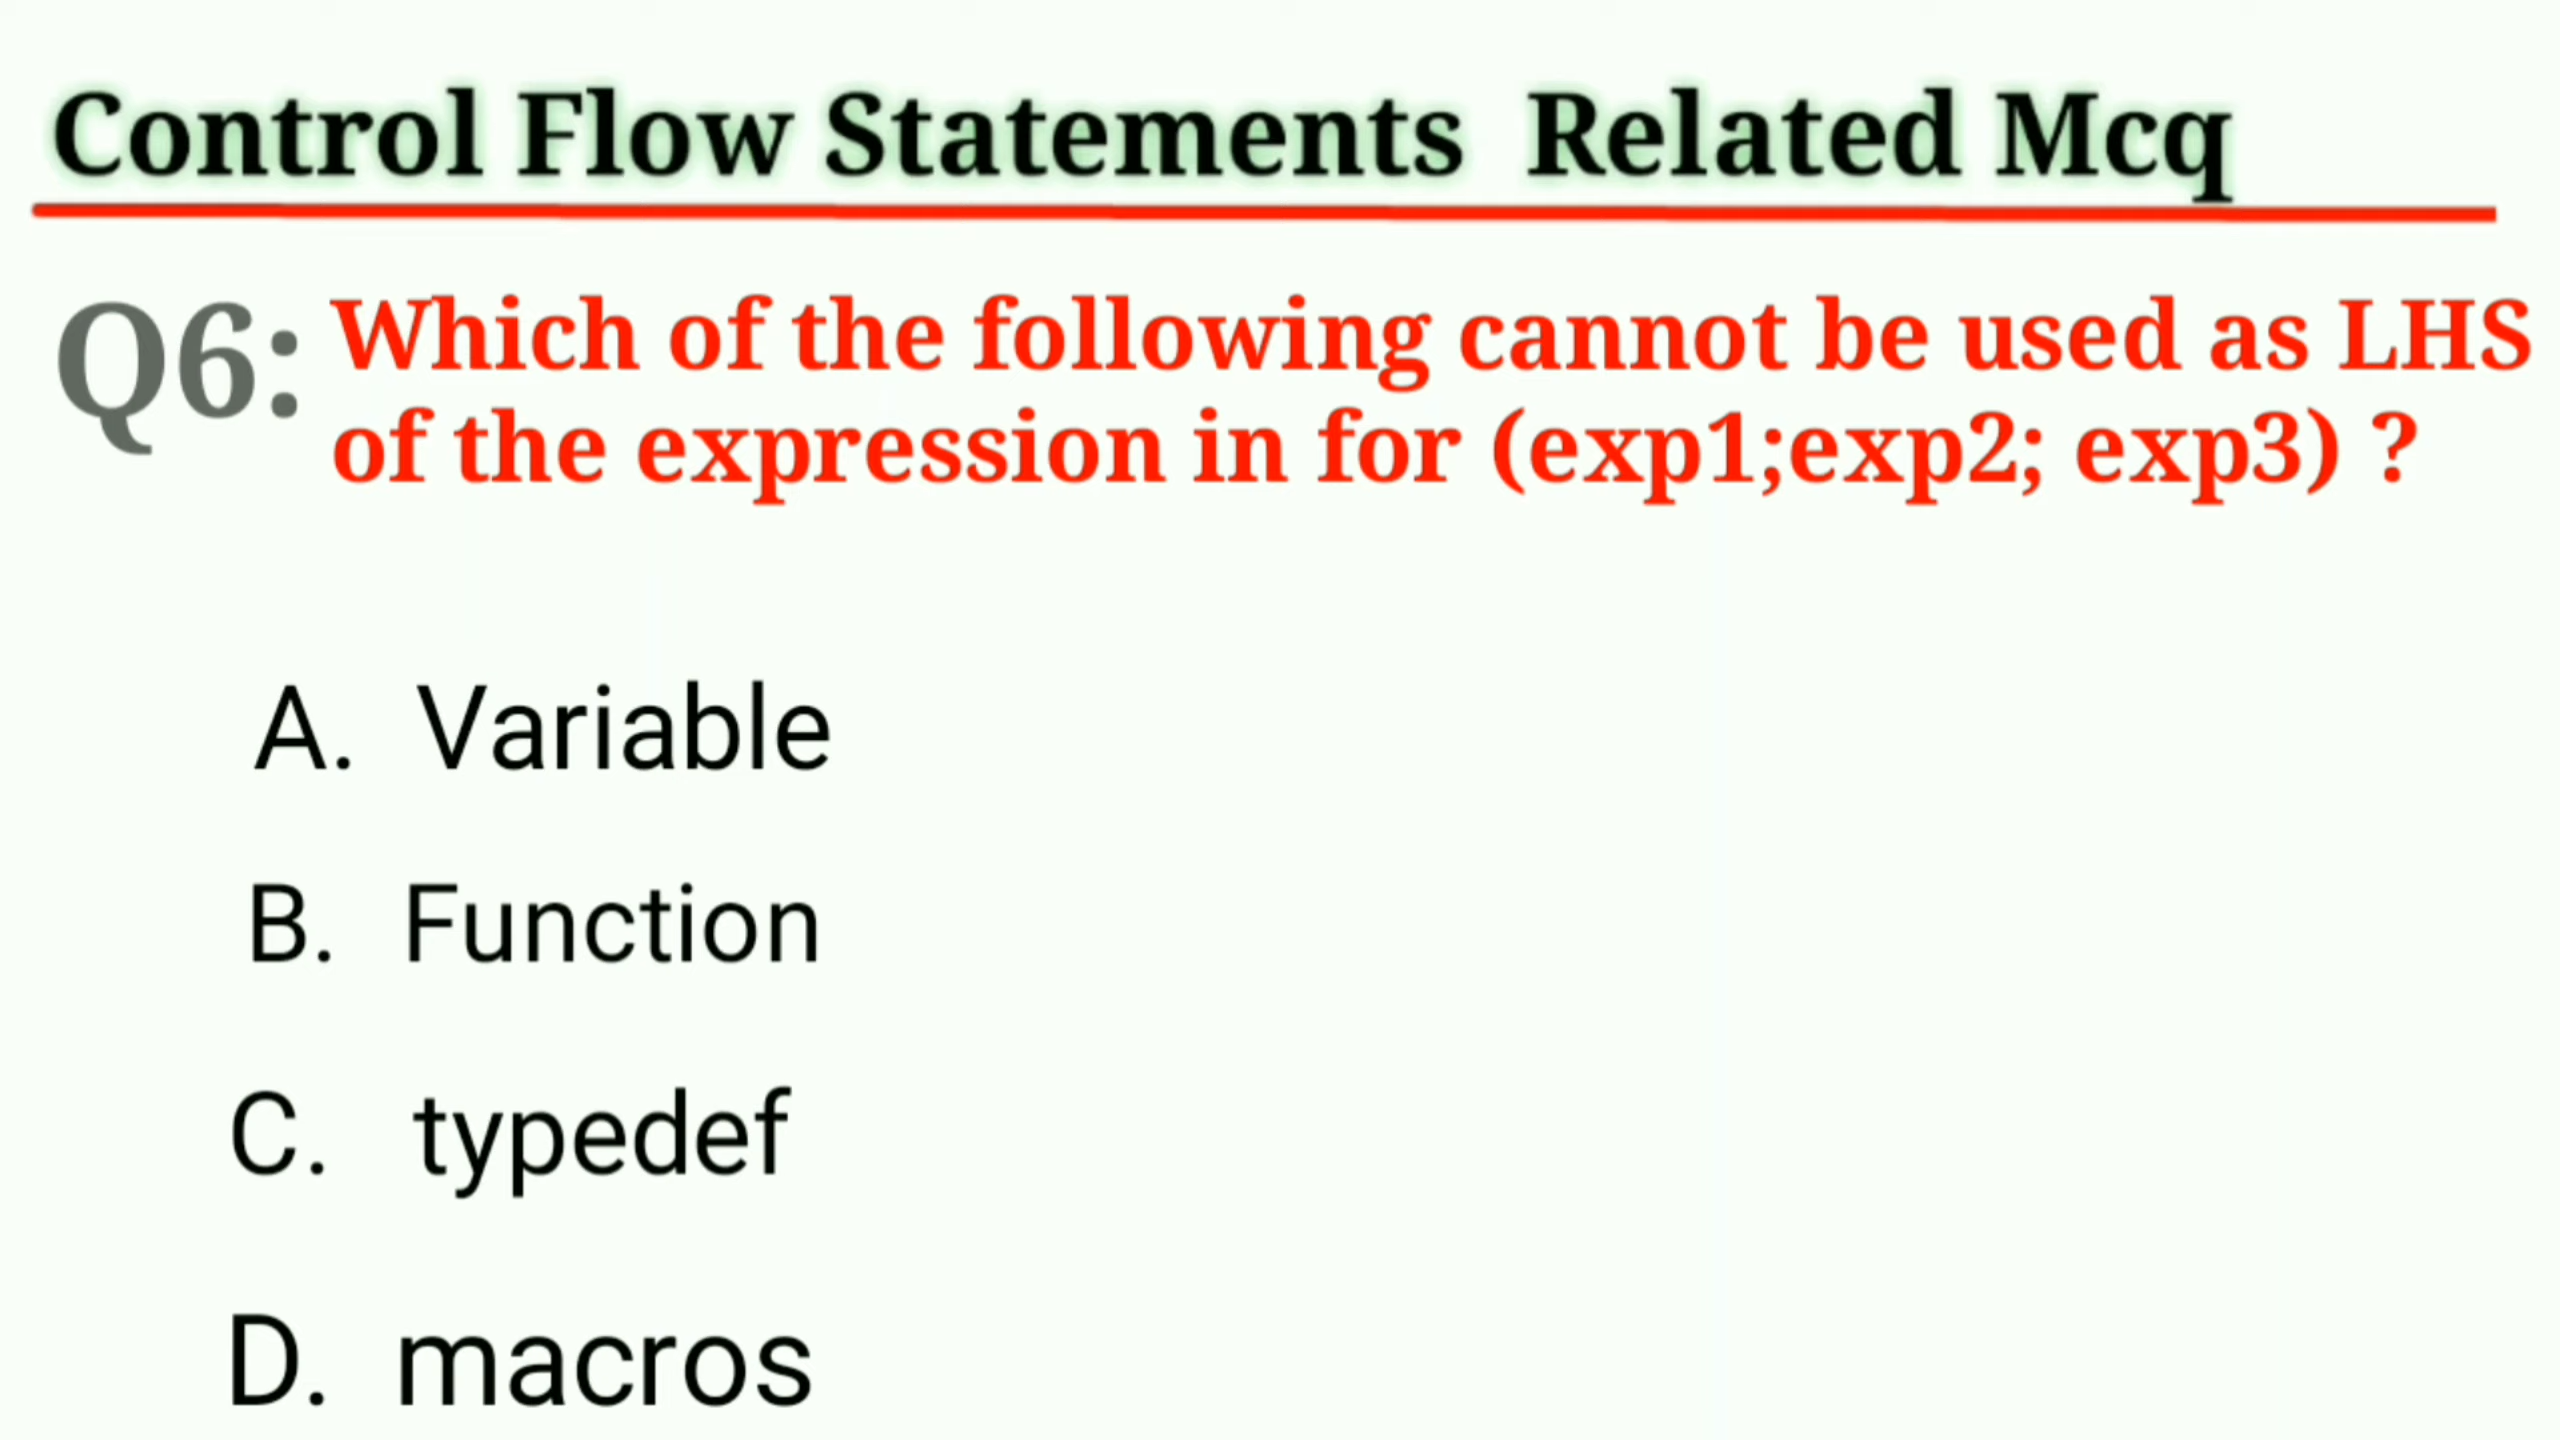 Control Flow Statements Related Mcq
Q6: Which of the following cannot be used as LHS
of the expression in for (exp1;exp2; exp3) ?
A. Variable
B. Function
C. typedef
D. macros